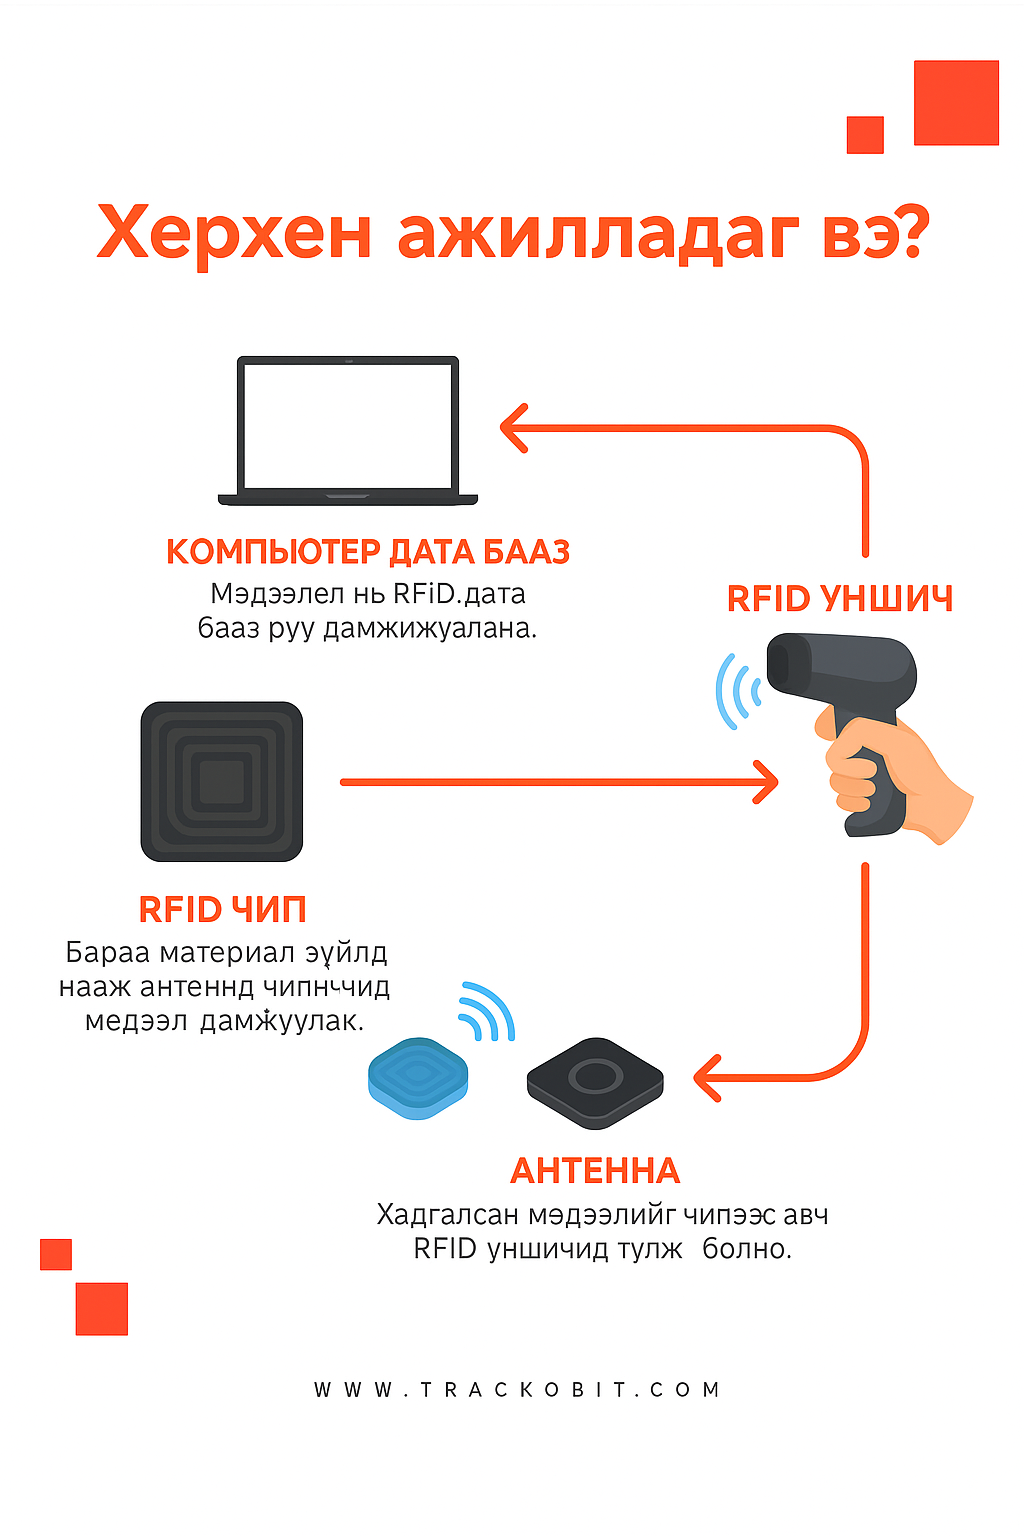 Херхен ажилладаг вэ?
КОМПЬЮТЕР ДАТА БААЗ
Мэдээлел нь RFiD.дата
бааз руу дамжижуалана.
RFID УНШИЧ
RFID ЧИП
Бараа материал эүйлд
нааж антеннд
медээл дамжуулак.
АНТЕННА
Хадгалсан мэдээлийг чипээс авч
RFID уншичид тулж болно.
WWW.TRACKOBIT.COM